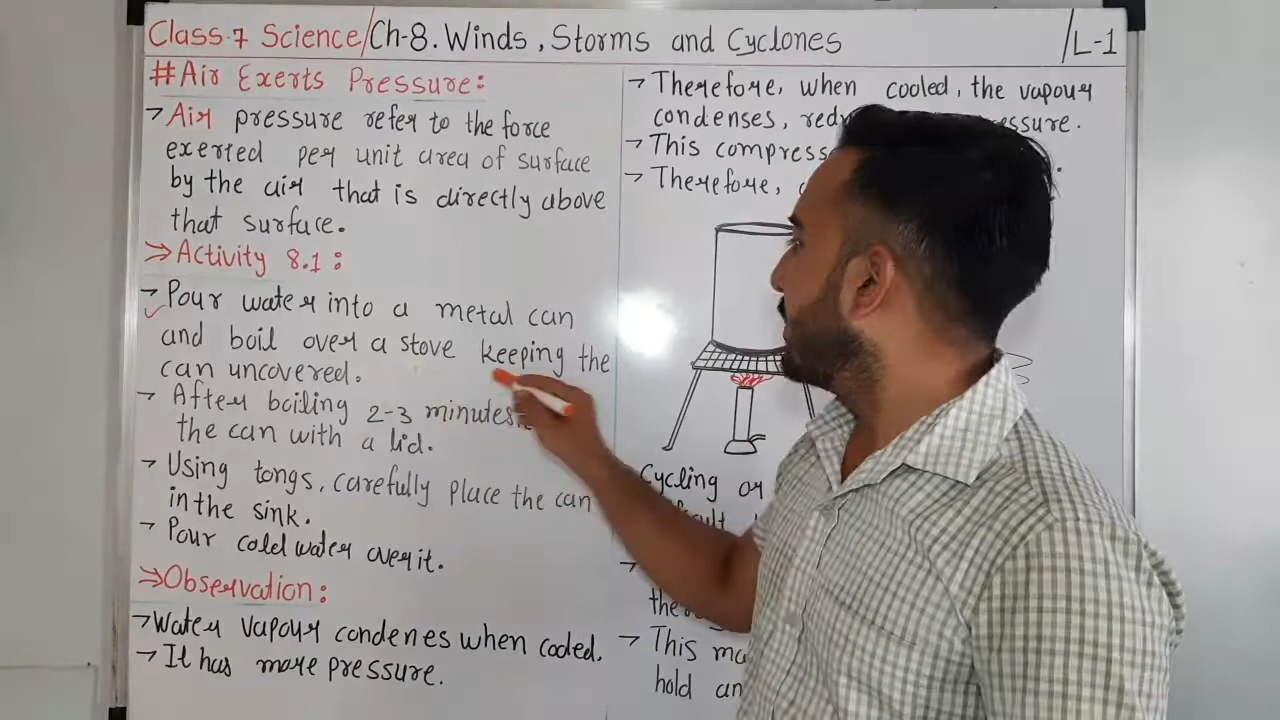 Class-7 Science/Ch-8. Winds, Storms and Cyclones /L-1
#Air Exerts Pressure:
→ Air pressure refer to the force
exerted per unit area of surface
by the air that is directly above
that surface.
⇒ Activity 8.1:
→ Pour water into a metal can
and boil over a stove keeping the
can uncovered.
→ After boiling 2-3 minutes
the can with a lid.
→ Using tongs, carefully place the can
in the sink.
→ Pour cold water over it.
⇒ Observation:
→ Water vapour condenes when cooled.
→ It has more pressure.
→ Therefore, when cooled, the vapour
condenses,
→ This
→ Therefore,
Cycling or
→
→ This
hold an